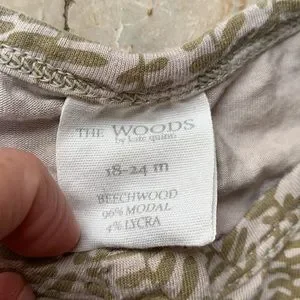 THE WOODS
by kate quinn
18-24 m
BEECHWOOD
96% MODAL
4% LYCRA